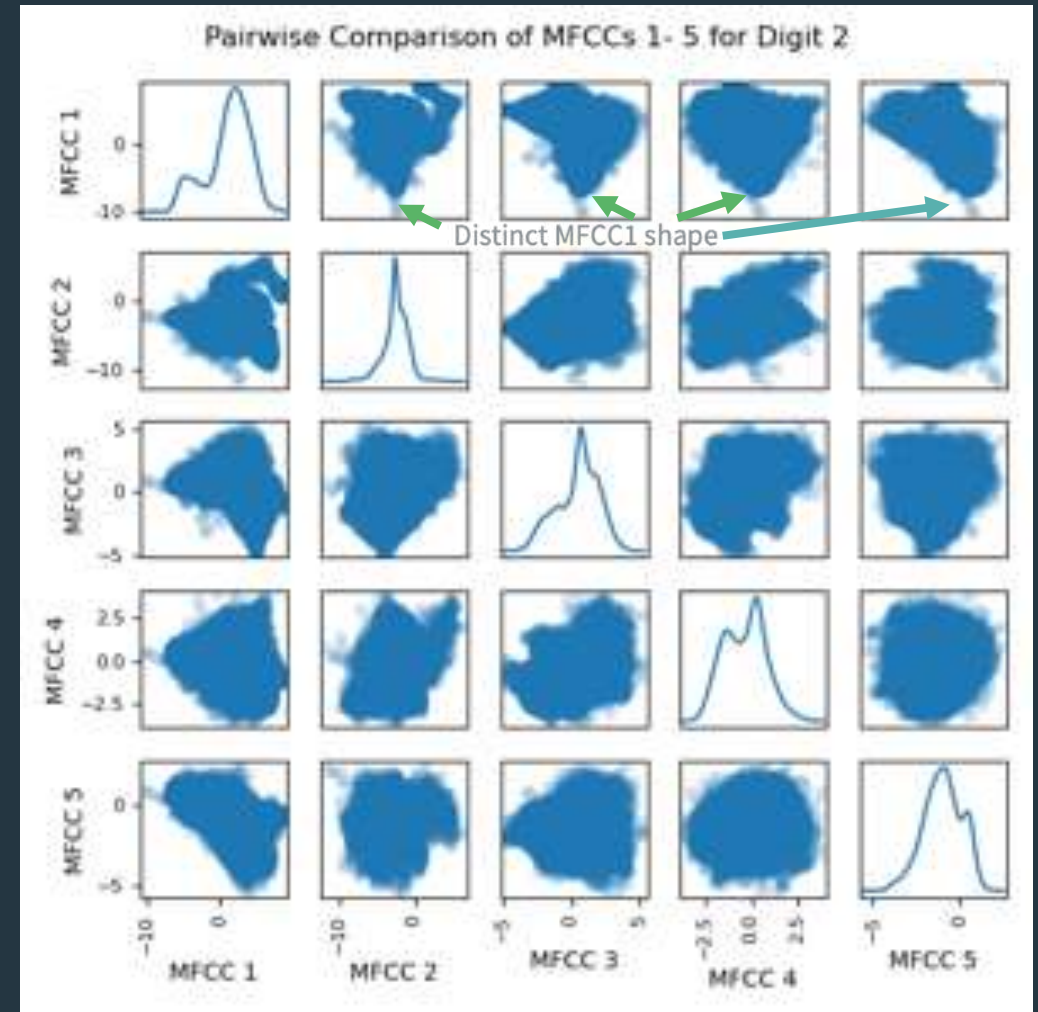 Pairwise Comparison of MFCCs 1- 5 for Digit 2
MFCC 1
0
-10
Distinct MFCC1 shape
MFCC 2
0
−10
MFCC 3
5
0
−5
MFCC 4
2.5
0.0
−2.5
MFCC 5
0
−5
−10
0
−10
0
−5
0
5
−2.5
0.0
2.5
−5
0
MFCC 1
MFCC 2
MFCC 3
MFCC 4
MFCC 5